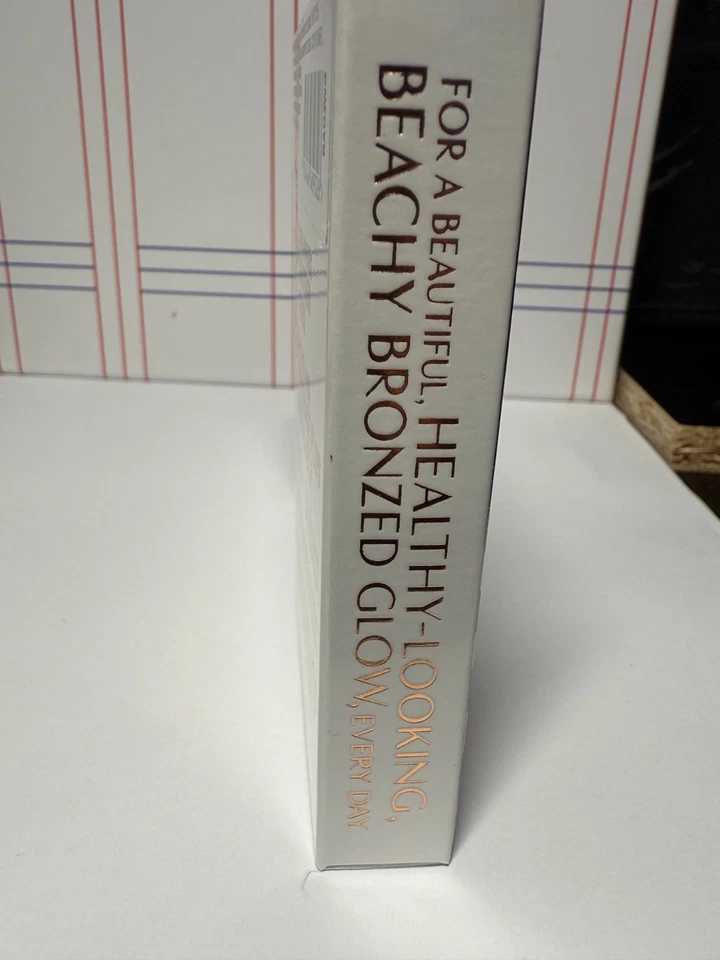 FOR A BEAUTIFUL, HEALTHY-LOOKING,
BEACHY BRONZED GLOW, EVERY DAY